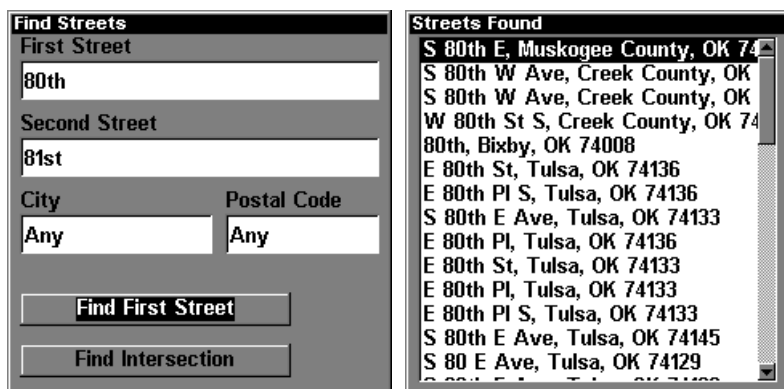 Find Streets
First Street
80th
Second Street
81st
City Postal Code
Any Any
Find First Street
Find Intersection
Streets Found
S 80th E, Muskogee County, OK 74
S 80th W Ave, Creek County, OK
S 80th W Ave, Creek County, OK
W 80th St S, Creek County, OK 74
80th, Bixby, OK 74008
E 80th St, Tulsa, OK 74136
E 80th Pl S, Tulsa, OK 74136
S 80th E Ave, Tulsa, OK 74133
E 80th Pl, Tulsa, OK 74136
E 80th St, Tulsa, OK 74133
E 80th Pl, Tulsa, OK 74133
E 80th Pl S, Tulsa, OK 74133
S 80th E Ave, Tulsa, OK 74145
S 80 E Ave, Tulsa, OK 74129